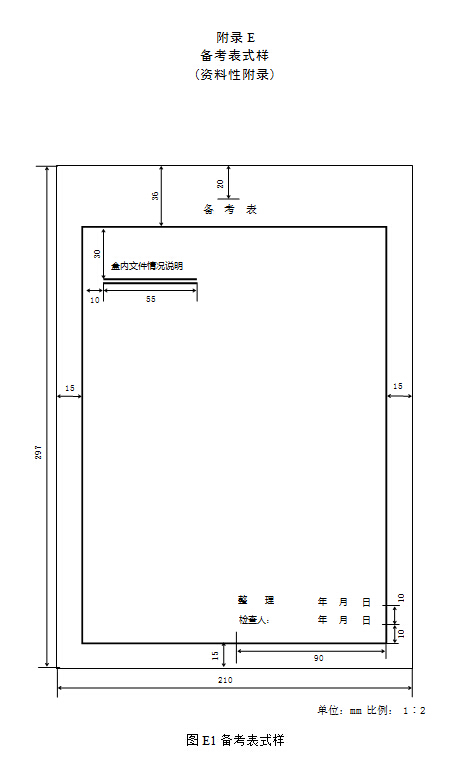 附录 E
备考表式样
(资料性附录)
20
36
备 考 表
30
盒内文件情况说明
10
55
15
15
297
整 理 年 月 日
10
检查人: 年 月 日
10
15
90
210
单位: mm 比例: 1:2
图 E1 备考表式样